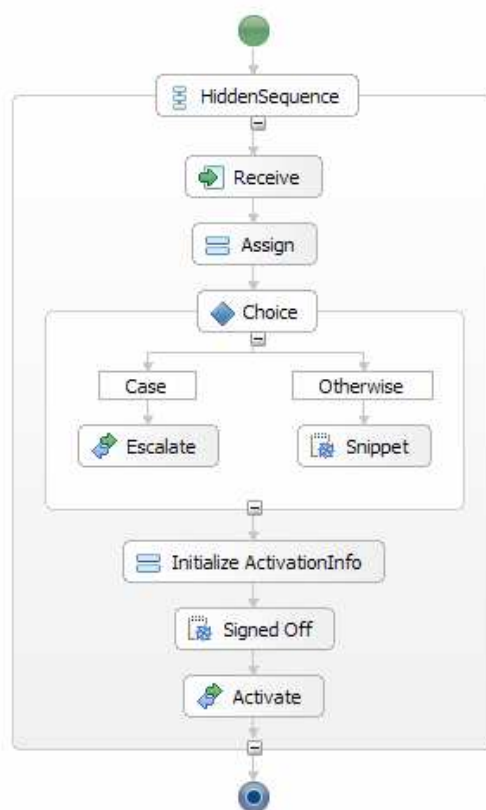 HiddenSequence
Receive
Assign
Choice
Case
Otherwise
Escalate
Snippet
Initialize ActivationInfo
Signed Off
Activate